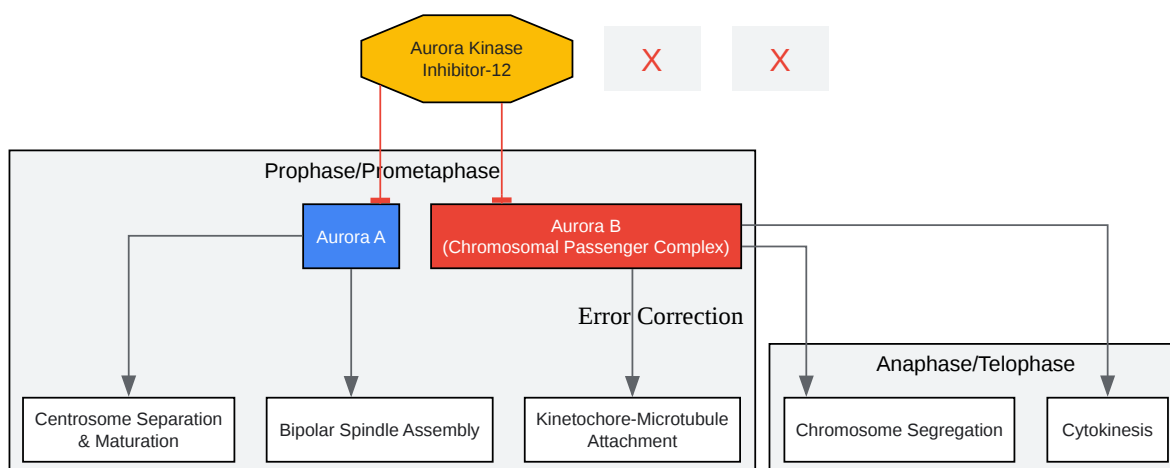 Aurora Kinase
Inhibitor-12
X
X
Prophase/Prometaphase
Aurora A
Aurora B
(Chromosomal Passenger Complex)
Error Correction
Anaphase/Telophase
Centrosome Separation
& Maturation
Bipolar Spindle Assembly
Kinetochore-Microtubule
Attachment
Chromosome Segregation
Cytokinesis